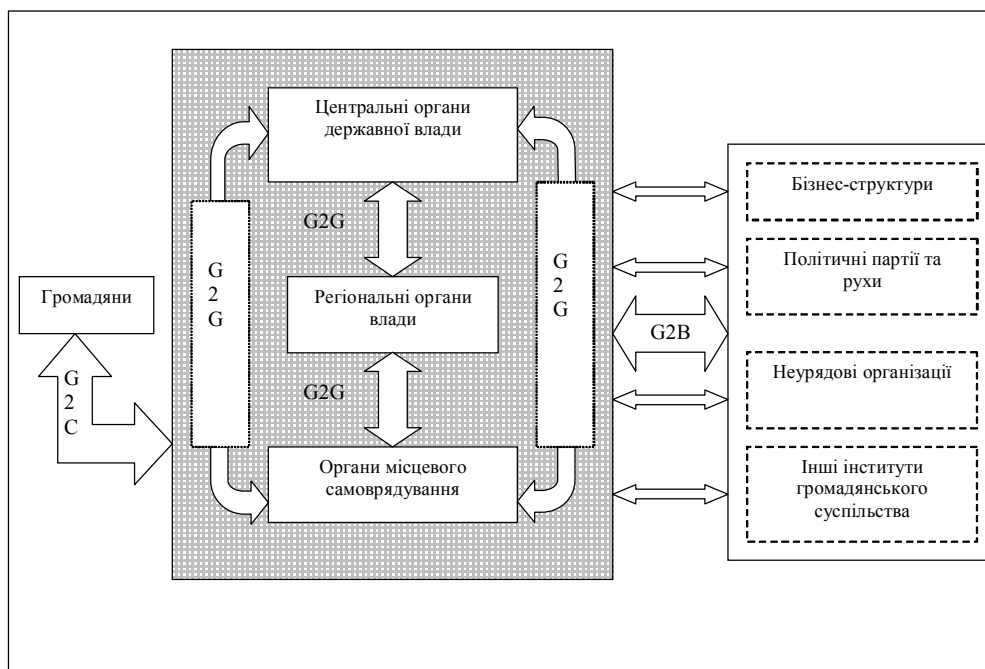 Центральні органи
державної влади
G2G
Регіональні органи
влади
G2G
Органи місцевого
самоврядування
G
2
G
G
2
G
Громадяни
G
2
C
G2B
Бізнес-структури
Політичні партії та
рухи
Неурядові організації
Інші інститути
громадянського
суспільства